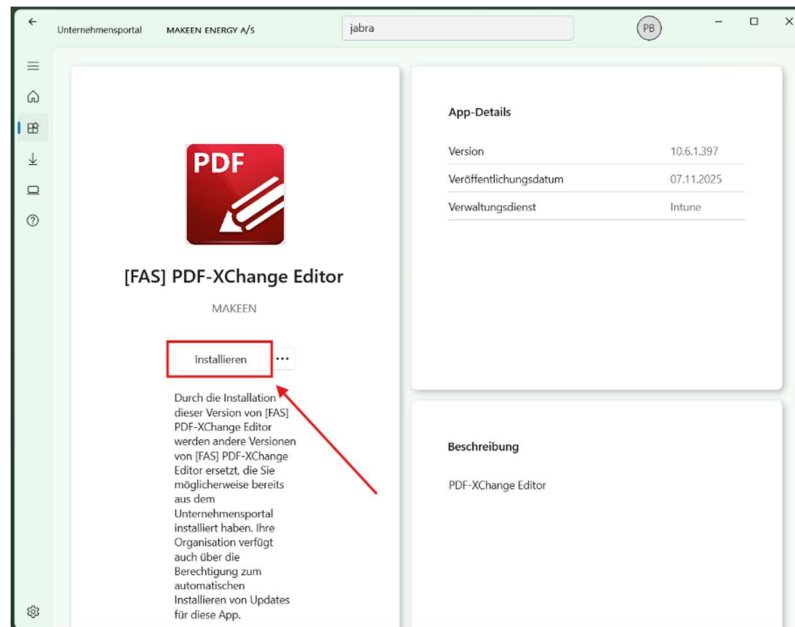 Unternehmensportal MAKEEN ENERGY A/S
jabra
PB
PDF
[FAS] PDF-XChange Editor
MAKEEN
Installieren ...
Durch die Installation
dieser Version von [FAS]
PDF-XChange Editor
werden andere Versionen
von [FAS] PDF-XChange
Editor ersetzt, die Sie
möglicherweise bereits
aus dem
Unternehmensportal
installiert haben. Ihre
Organisation verfügt
auch über die
Berechtigung zum
automatischen
Installieren von Updates
für diese App.
App-Details
Version 10.6.1.397
Veröffentlichungsdatum 07.11.2025
Verwaltungsdienst Intune
Beschreibung
PDF-XChange Editor